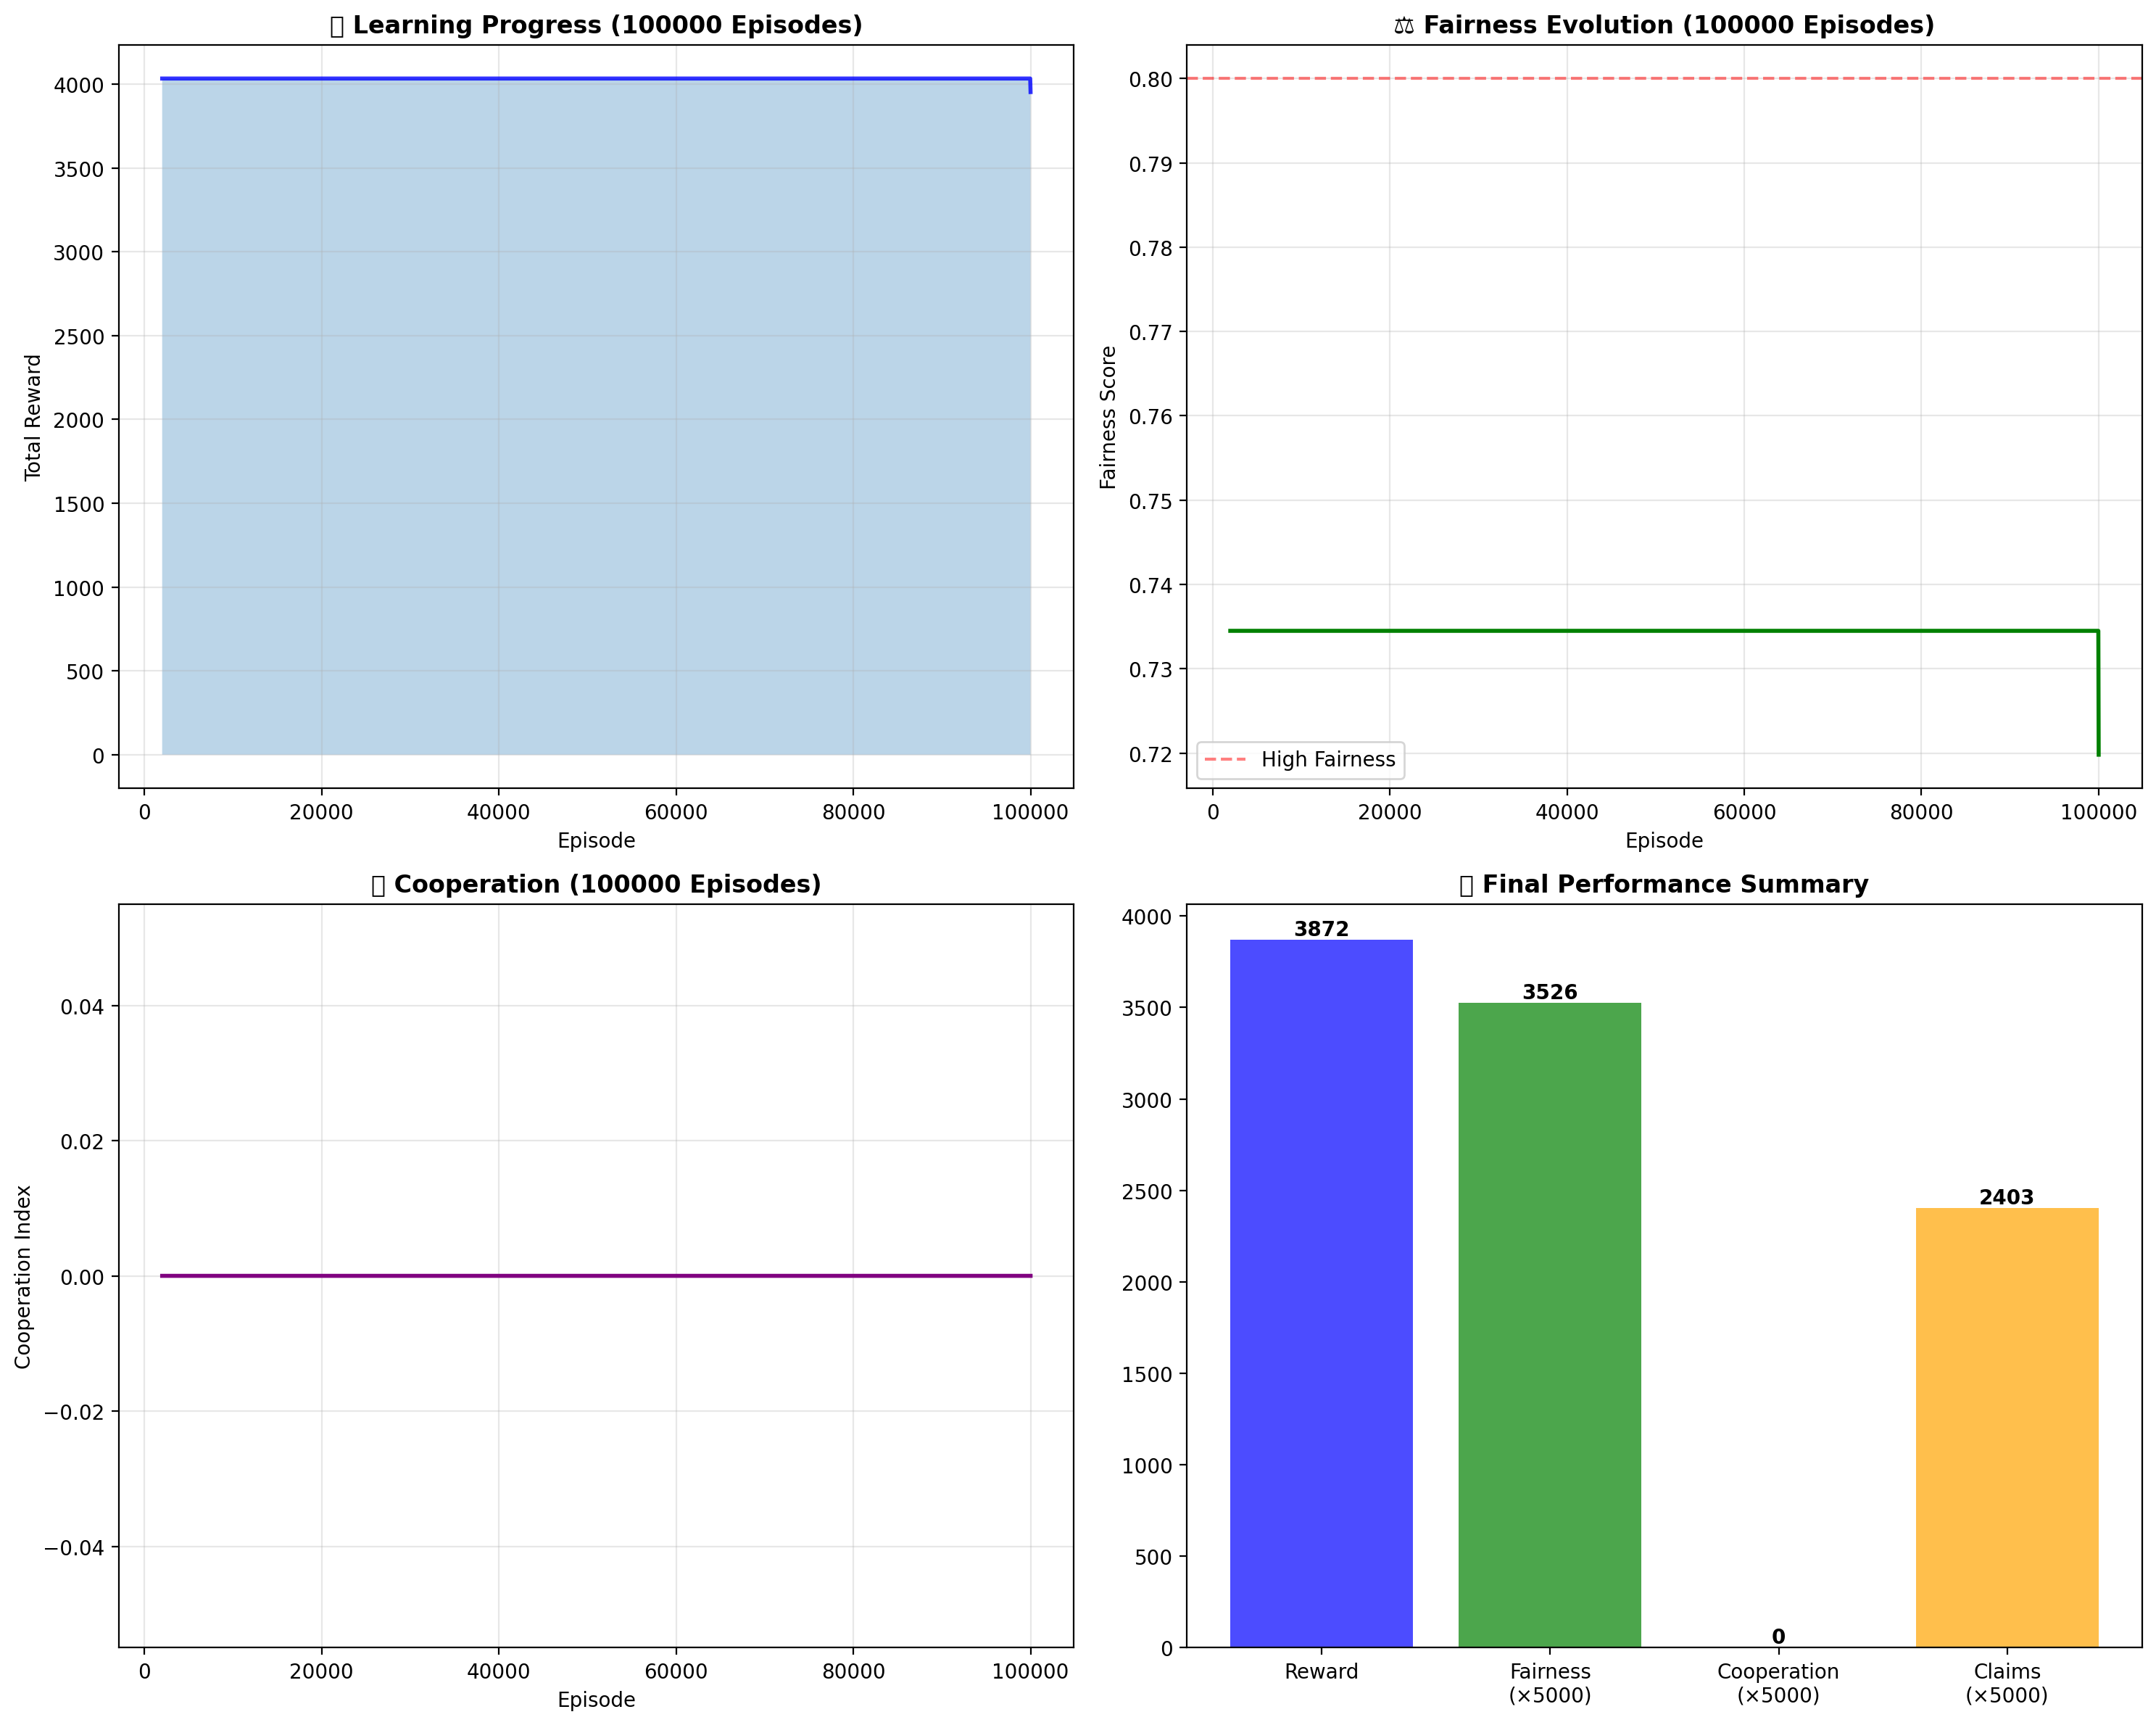 ▯ Learning Progress (100000 Episodes)
4000
3500
3000
2500
2000
1500
1000
500
0
Total Reward
0 20000 40000 60000 80000 100000
Episode
⚖ Fairness Evolution (100000 Episodes)
0.80
0.79
0.78
0.77
0.76
0.75
0.74
0.73
0.72
Fairness Score
High Fairness
0 20000 40000 60000 80000 100000
Episode
▯ Cooperation (100000 Episodes)
0.04
0.02
0.00
−0.02
−0.04
Cooperation Index
0 20000 40000 60000 80000 100000
Episode
▯ Final Performance Summary
4000
3500
3000
2500
2000
1500
1000
500
0
3872
3526
0
2403
Reward
Fairness
(×5000)
Cooperation
(×5000)
Claims
(×5000)